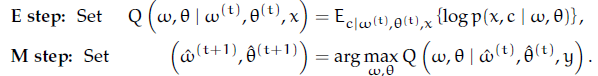 E step: Set Q(ω, θ | ω^(t), θ^(t), x) = E_{c|ω^(t),θ^(t),x} {log p(x, c | ω, θ)},
M step: Set (ω̂^(t+1), θ̂^(t+1)) = arg max_{ω,θ} Q(ω, θ | ω̂^(t), θ̂^(t), y).